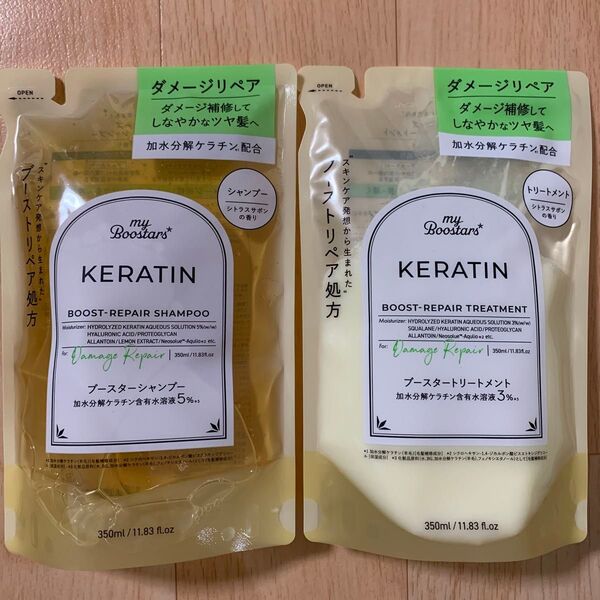 OPEN
ダメージリペア
ダメージ補修して
しなやかなツヤ髪へ
加水分解ケラチン配合
"スキンケア発想から生まれた"
ブーストリペア処方
シャンプー
シトラスサボン
の香り
my
Boostars*
KERATIN
BOOST-REPAIR SHAMPOO
Moisturizer: HYDROLYZED KERATIN AQUEOUS SOLUTION 5%(w/w)
HYALURONIC ACID/PROTEOGLYCAN
ALLANTOIN/LEMON EXTRACT/Neosolue™-Aqulio※2 etc.
for: Damage Repair 350ml/11.83fl.oz
ブースターシャンプー
加水分解ケラチン含有水溶液5%※3
350ml/11.83 fl.oz
OPEN
ダメージリペア
ダメージ補修して
しなやかなツヤ髪へ
加水分解ケラチン配合
"スキンケア発想から生まれた"
ブーストリペア処方
トリートメント
シトラスサボン
の香り
my
Boostars*
KERATIN
BOOST-REPAIR TREATMENT
Moisturizer: HYDROLYZED KERATIN AQUEOUS SOLUTION 3%(w/w)
SQUALANE/HYALURONIC ACID/PROTEOGLYCAN
ALLANTOIN/Neosolue™-Aqulio※2 etc.
for: Damage Repair 350ml/11.83fl.oz
ブースタートリートメント
加水分解ケラチン含有水溶液3%※3
350ml/11.83 fl.oz